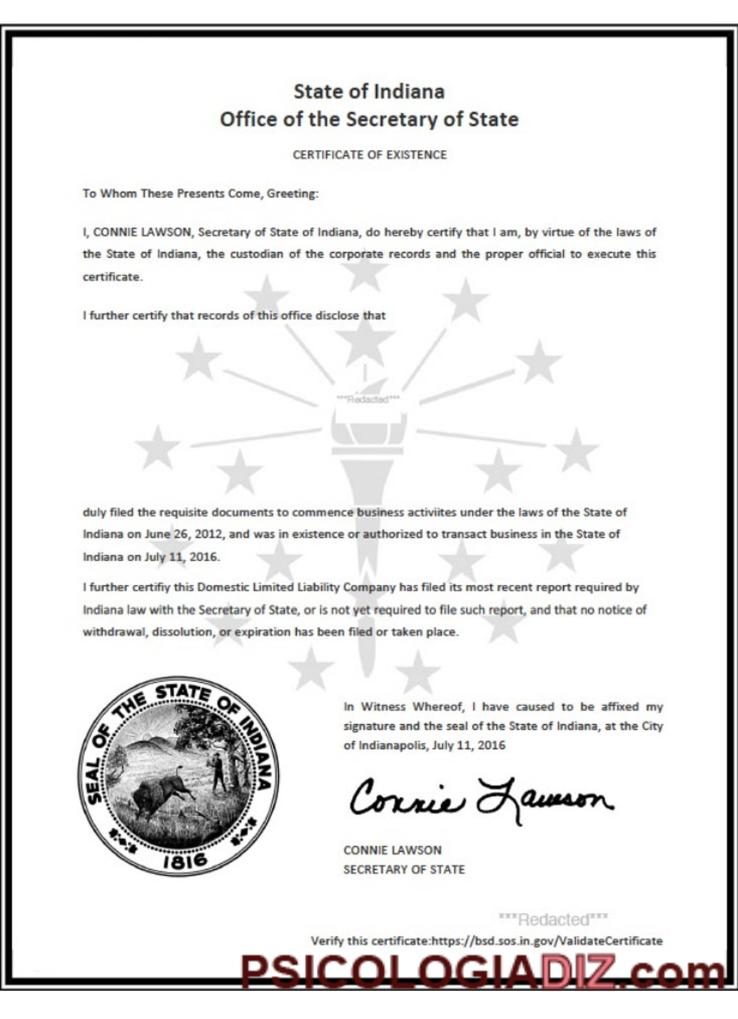 State of Indiana
Office of the Secretary of State
CERTIFICATE OF EXISTENCE
To Whom These Presents Come, Greeting:
I, CONNIE LAWSON, Secretary of State of Indiana, do hereby certify that I am, by virtue of the laws of
the State of Indiana, the custodian of the corporate records and the proper official to execute this
certificate.
I further certify that records of this office disclose that
***Redacted***
duly filed the requisite documents to commence business activiites under the laws of the State of
Indiana on June 26, 2012, and was in existence or authorized to transact business in the State of
Indiana on July 11, 2016.
I further certifiy this Domestic Limited Liability Company has filed its most recent report required by
Indiana law with the Secretary of State, or is not yet required to file such report, and that no notice of
withdrawal, dissolution, or expiration has been filed or taken place.
SEAL OF THE STATE OF INDIANA
1816
In Witness Whereof, I have caused to be affixed my
signature and the seal of the State of Indiana, at the City
of Indianapolis, July 11, 2016
Connie Lawson
CONNIE LAWSON
SECRETARY OF STATE
***Redacted***
Verify this certificate:https://bsd.sos.in.gov/ValidateCertificate
PSICOLOGIADIZ.com